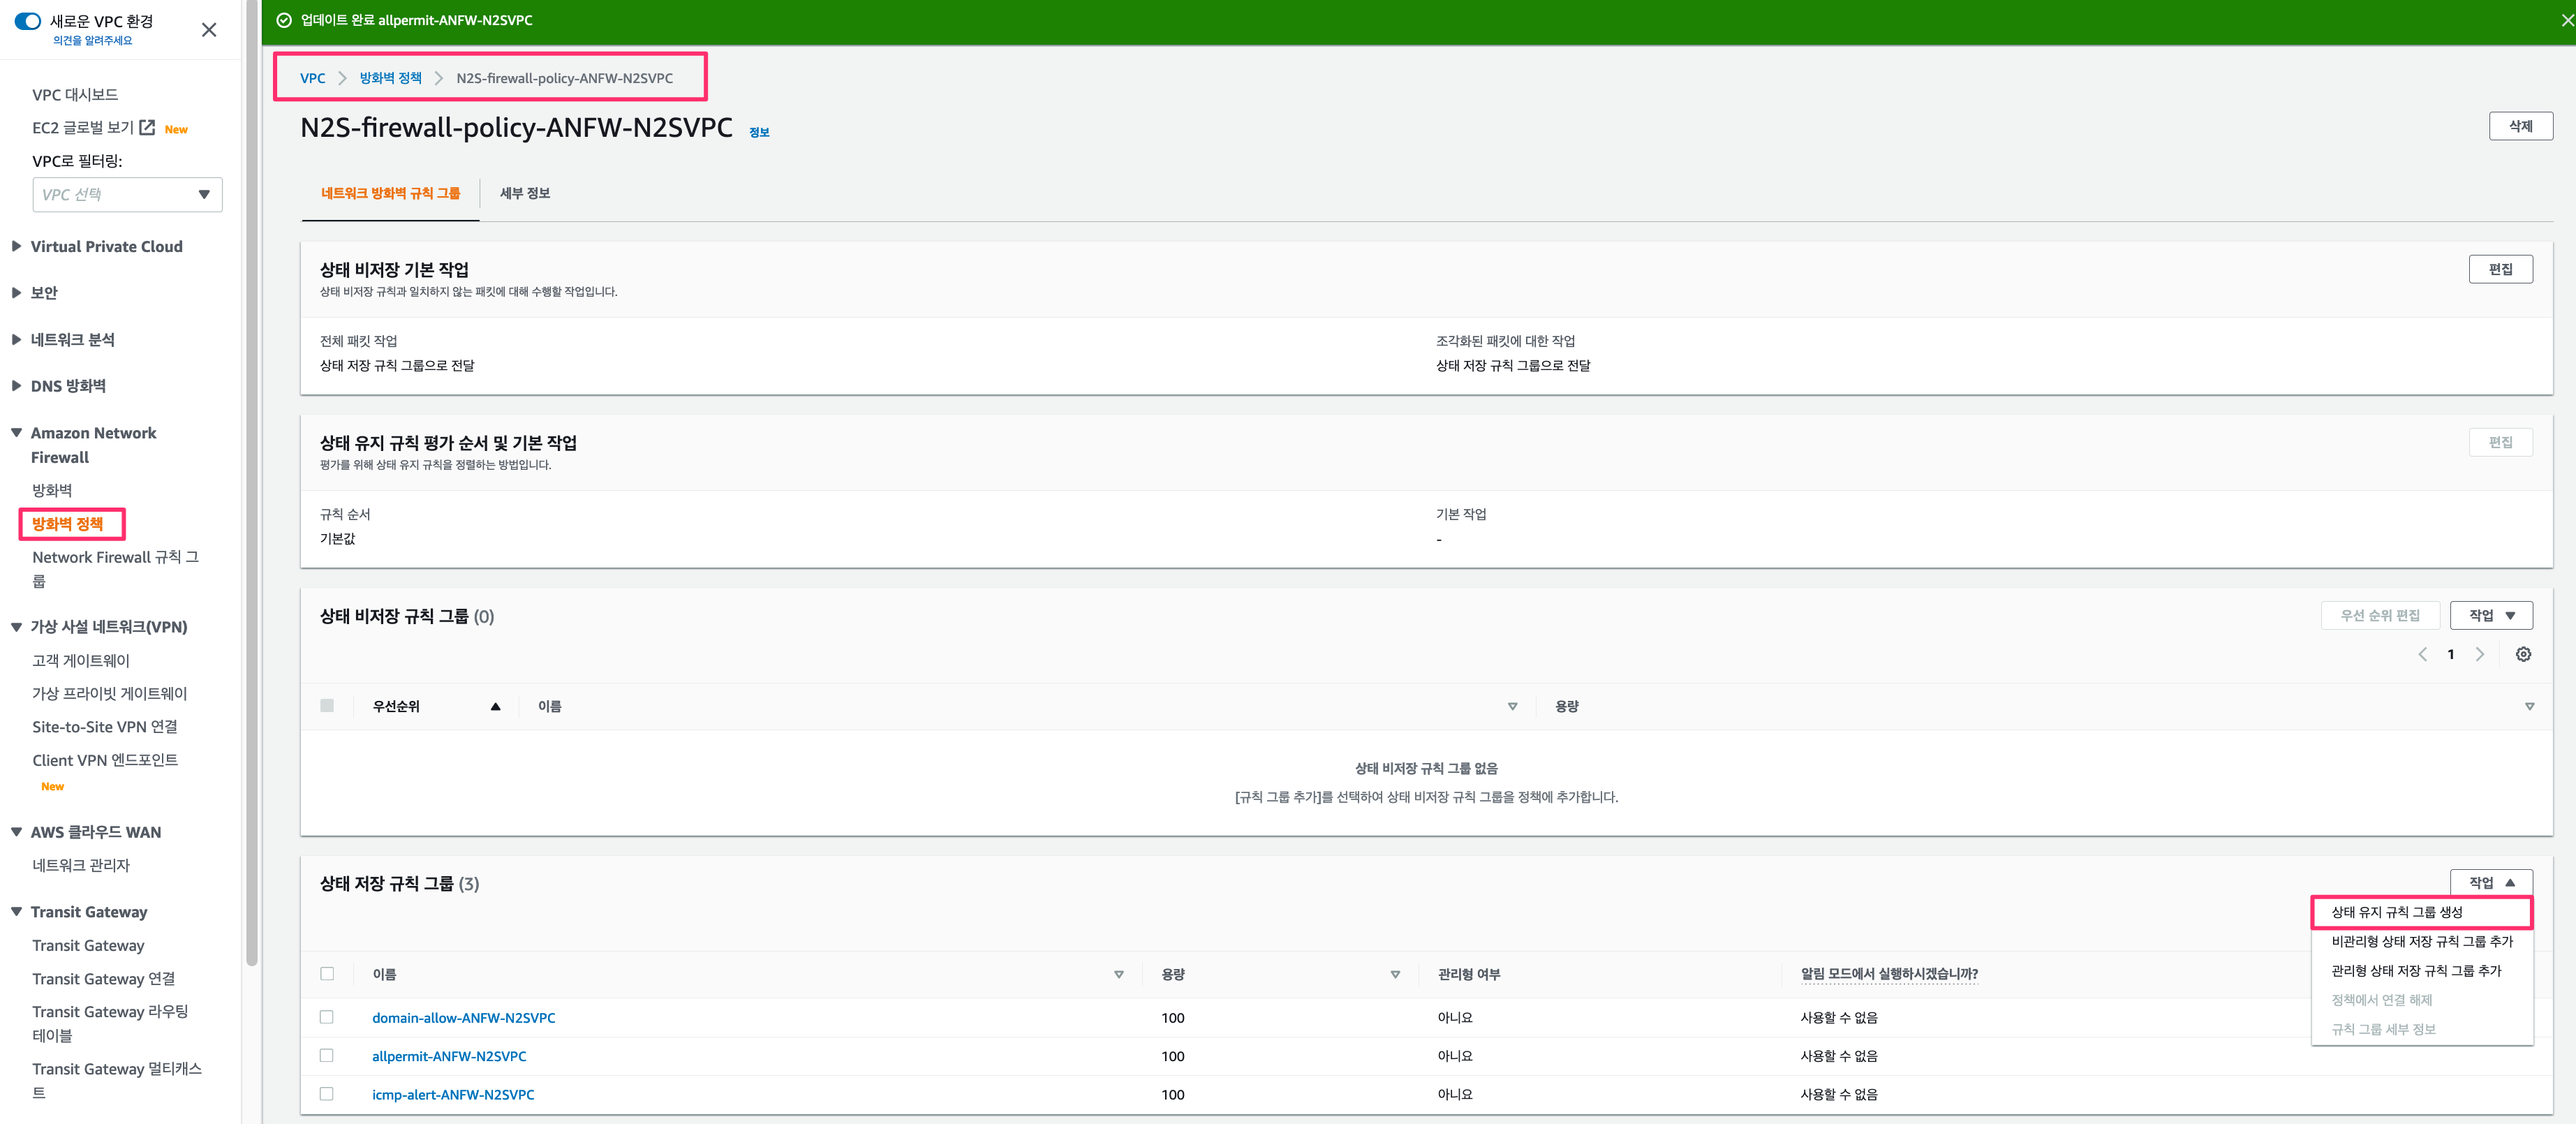 새로운 VPC 환경
의견을 알려주세요
VPC 대시보드
EC2 글로벌 보기 New
VPC로 필터링:
VPC 선택
Virtual Private Cloud
보안
네트워크 분석
DNS 방화벽
Amazon Network
Firewall
방화벽
방화벽 정책
Network Firewall 규칙 그
룹
가상 사설 네트워크(VPN)
고객 게이트웨이
가상 프라이빗 게이트웨이
Site-to-Site VPN 연결
Client VPN 엔드포인트
New
AWS 클라우드 WAN
네트워크 관리자
Transit Gateway
Transit Gateway
Transit Gateway 연결
Transit Gateway 라우팅
테이블
Transit Gateway 멀티캐스
트
업데이트 완료 allpermit-ANFW-N2SVPC
VPC 방화벽 정책 N2S-firewall-policy-ANFW-N2SVPC
N2S-firewall-policy-ANFW-N2SVPC 정보
삭제
네트워크 방화벽 규칙 그룹 세부 정보
상태 비저장 기본 작업
편집
상태 비저장 규칙과 일치하지 않는 패킷에 대해 수행할 작업입니다.
전체 패킷 작업 조각화된 패킷에 대한 작업
상태 저장 규칙 그룹으로 전달 상태 저장 규칙 그룹으로 전달
상태 유지 규칙 평가 순서 및 기본 작업
편집
평가를 위해 상태 유지 규칙을 정렬하는 방법입니다.
규칙 순서 기본 작업
기본값 -
상태 비저장 규칙 그룹 (0)
우선 순위 편집 작업
1
우선순위 이름 용량
상태 비저장 규칙 그룹 없음
[규칙 그룹 추가]를 선택하여 상태 비저장 규칙 그룹을 정책에 추가합니다.
상태 저장 규칙 그룹 (3)
작업
상태 유지 규칙 그룹 생성
비관리형 상태 저장 규칙 그룹 추가
관리형 상태 저장 규칙 그룹 추가
정책에서 연결 해제
규칙 그룹 세부 정보
이름 용량 관리형 여부 알림 모드에서 실행하시겠습니까?
domain-allow-ANFW-N2SVPC 100 아니요 사용할 수 없음
allpermit-ANFW-N2SVPC 100 아니요 사용할 수 없음
icmp-alert-ANFW-N2SVPC 100 아니요 사용할 수 없음